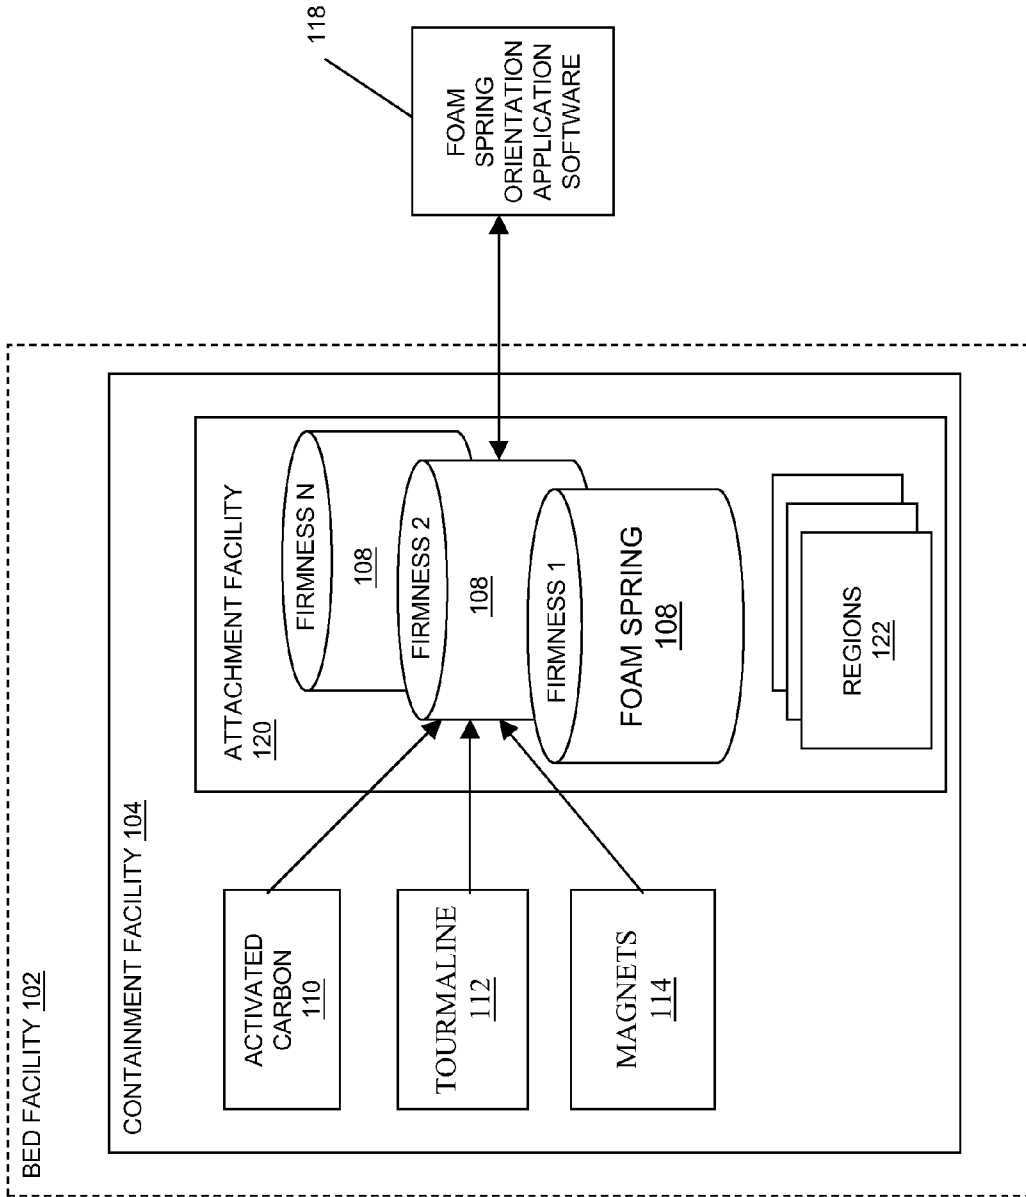 BED FACILITY 102
CONTAINMENT FACILITY 104
ACTIVATED
CARBON
110
TOURMALINE
112
MAGNETS
114
ATTACHMENT FACILITY
120
FIRMNESS N
108
FIRMNESS 2
108
FIRMNESS 1
FOAM SPRING
108
REGIONS
122
FOAM
SPRING
ORIENTATION
APPLICATION
SOFTWARE
118